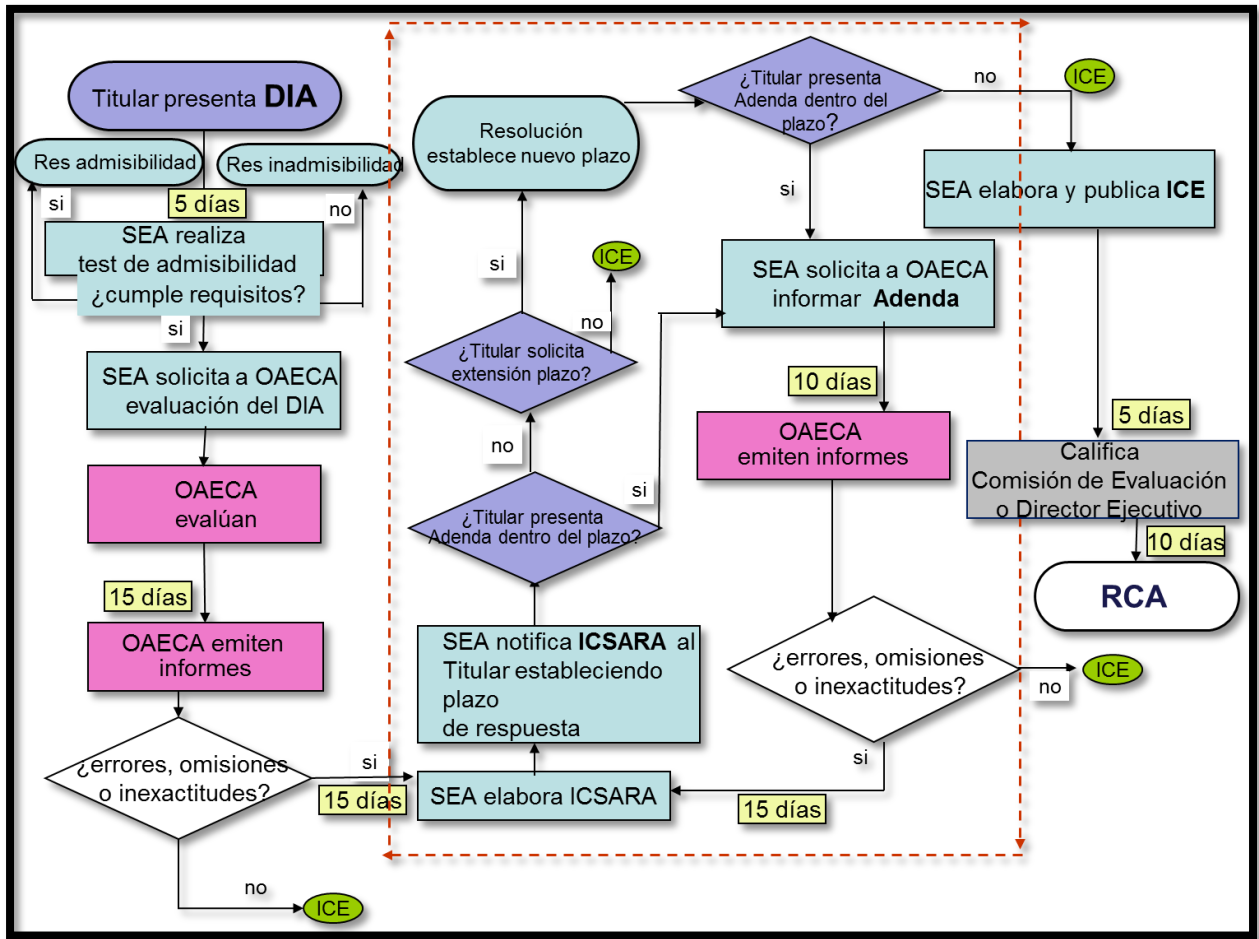 Titular presenta DIA
Res admisibilidad
Res inadmisibilidad
si
5 días
no
SEA realiza
test de admisibilidad
¿cumple requisitos?
si
SEA solicita a OAECA
evaluación del DIA
OAECA
evalúan
15 días
OAECA emiten
informes
¿errores, omisiones
o inexactitudes?
no
ICE
si
15 días
SEA elabora ICSARA
SEA notifica ICSARA al
Titular estableciendo
plazo
de respuesta
¿Titular presenta
Adenda dentro del plazo?
no
si
¿Titular solicita
extensión plazo?
no
ICE
si
Resolución
establece nuevo plazo
¿Titular presenta
Adenda dentro del
plazo?
no
ICE
si
SEA solicita a OAECA
informar Adenda
10 días
OAECA
emiten informes
¿errores, omisiones
o inexactitudes?
si
15 días
no
ICE
SEA elabora y publica ICE
5 días
Califica
Comisión de Evaluación
o Director Ejecutivo
10 días
RCA